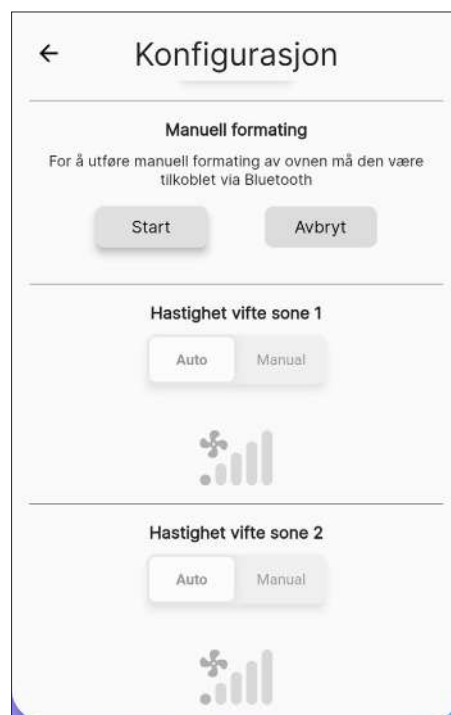 Konfigurasjon
Manuell formating
For å utføre manuell formating av ovnen må den være
tilkoblet via Bluetooth
Start Avbryt
Hastighet vifte sone 1
Auto Manual
Hastighet vifte sone 2
Auto Manual